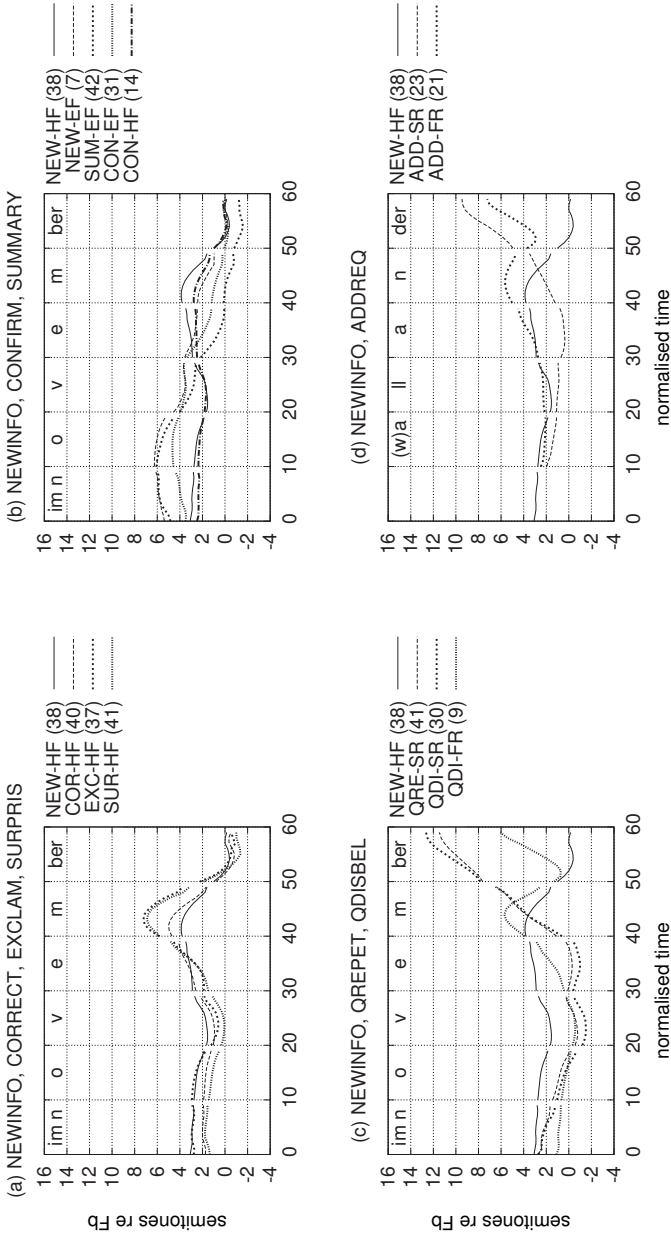 (a) NEWINFO, CORRECT, EXCLAM, SURPRIS
NEW-HF (38)
COR-HF (40)
EXC-HF (37)
SUR-HF (41)
semitones re Fb
16
14
12
10
8
6
4
2
0
-2
-4
im n o v e m ber
0 10 20 30 40 50 60
(b) NEWINFO, CONFIRM, SUMMARY
NEW-HF (38)
NEW-EF (7)
SUM-EF (42)
CON-EF (31)
CON-HF (14)
16
14
12
10
8
6
4
2
0
-2
-4
im n o v e m ber
0 10 20 30 40 50 60
(c) NEWINFO, QREPET, QDISBEL
NEW-HF (38)
QRE-SR (41)
QDI-SR (30)
QDI-FR (9)
semitones re Fb
16
14
12
10
8
6
4
2
0
-2
-4
im n o v e m ber
0 10 20 30 40 50 60
normalised time
(d) NEWINFO, ADDREQ
NEW-HF (38)
ADD-SR (23)
ADD-FR (21)
16
14
12
10
8
6
4
2
0
-2
-4
(w)a ll a n der
0 10 20 30 40 50 60
normalised time